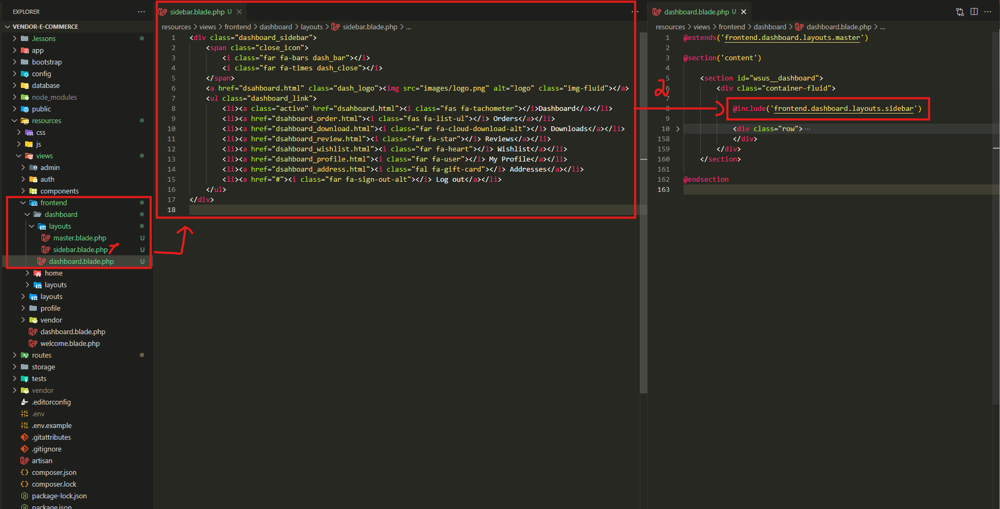 EXPLORER
VENDOR-E-COMMERCE
.lessons
app
bootstrap
config
database
node_modules
public
resources
css
js
views
admin
auth
components
frontend
dashboard
layouts
master.blade.php U
sidebar.blade.php U
dashboard.blade.php U
home
layouts
layouts
profile
vendor
dashboard.blade.php
welcome.blade.php
routes
storage
tests
vendor
.editorconfig
.env
.env.example
.gitattributes
.gitignore
artisan
composer.json
composer.lock
package-lock.json
package.json
sidebar.blade.php U
resources > views > frontend > dashboard > layouts > sidebar.blade.php > ...
1 <div class="dashboard_sidebar">
2 <span class="close_icon">
3 <i class="far fa-bars dash_bar"></i>
4 <i class="far fa-times dash_close"></i>
5 </span>
6 <a href="dsahboard.html" class="dash_logo"><img src="images/logo.png" alt="logo" class="img-fluid"></a>
7 <ul class="dashboard_link">
8 <li><a class="active" href="dsahboard.html"><i class="fas fa-tachometer"></i>Dashboard</a></li>
9 <li><a href="dsahboard_order.html"><i class="fas fa-list-ul"></i> Orders</a></li>
10 <li><a href="dsahboard_download.html"><i class="far fa-cloud-download-alt"></i> Downloads</a></li>
11 <li><a href="dsahboard_review.html"><i class="far fa-star"></i> Reviews</a></li>
12 <li><a href="dsahboard_wishlist.html"><i class="far fa-heart"></i> Wishlist</a></li>
13 <li><a href="dsahboard_profile.html"><i class="far fa-user"></i> My Profile</a></li>
14 <li><a href="dsahboard_address.html"><i class="fal fa-gift-card"></i> Addresses</a></li>
15 <li><a href="#"><i class="far fa-sign-out-alt"></i> Log out</a></li>
16 </ul>
17 </div>
18
dashboard.blade.php U
resources > views > frontend > dashboard > dashboard.blade.php > ...
1 @extends('frontend.dashboard.layouts.master')
2
3 @section('content')
4
5 <section id="wsus__dashboard">
2
6 <div class="container-fluid">
7
8 @include('frontend.dashboard.layouts.sidebar')
9
10 <div class="row">...
158 </div>
159 </div>
160 </section>
161
162 @endsection
163